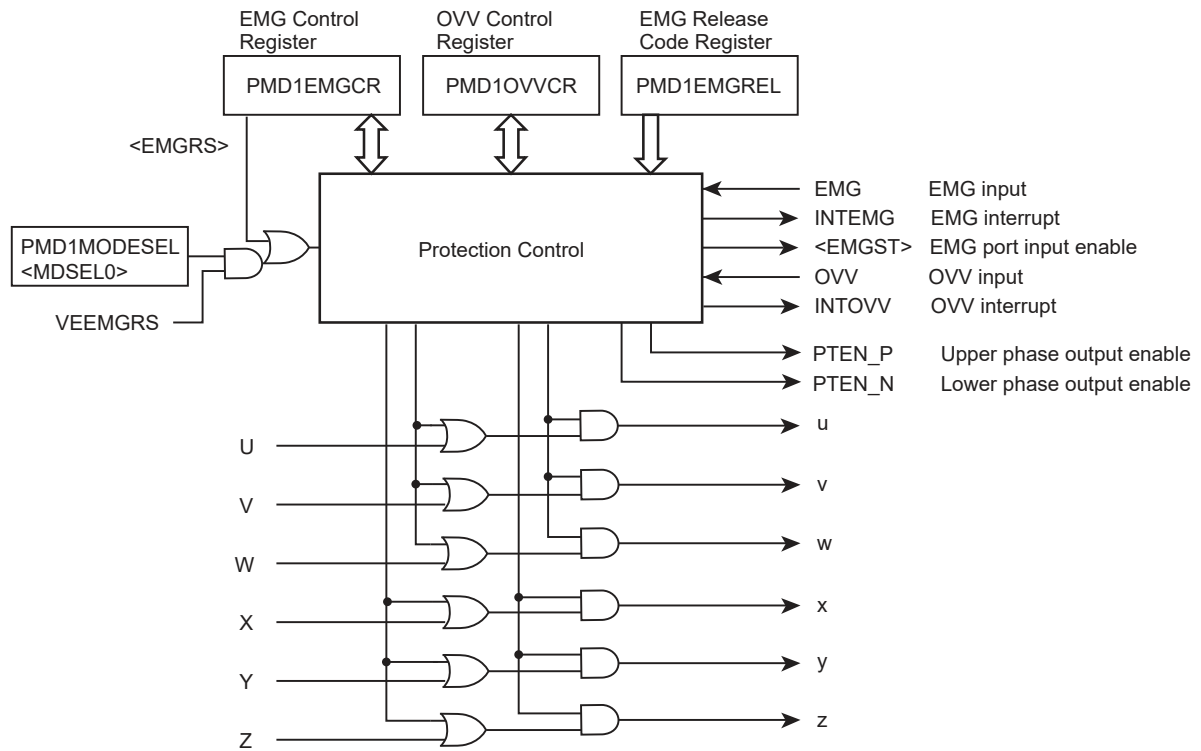 EMG Control
Register
OVV Control
Register
EMG Release
Code Register
PMD1EMGCR
PMD1OVVCR
PMD1EMGREL
<EMGRS>
PMD1MODESEL
<MDSEL0>
VEEMGRS
Protection Control
EMG EMG input
INTEMG EMG interrupt
<EMGST> EMG port input enable
OVV OVV input
INTOVV OVV interrupt
PTEN_P Upper phase output enable
PTEN_N Lower phase output enable
U
u
V
v
W
w
X
x
Y
y
Z
z